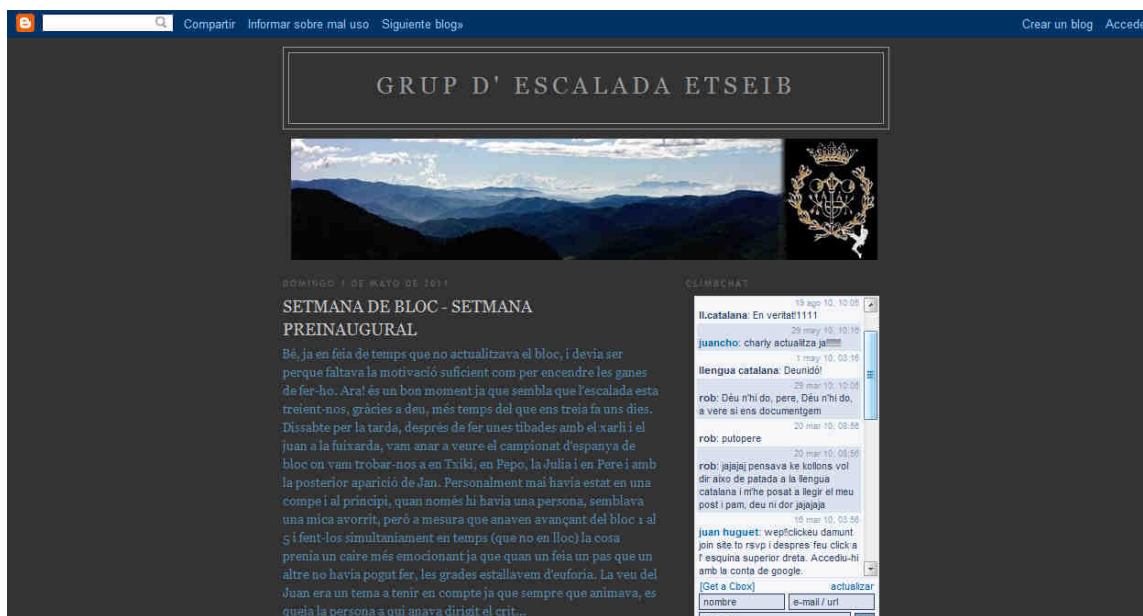 Compartir Informar sobre mal uso Siguiente blog»
Crear un blog Accede
GRUP D' ESCALADA ETSEIB
DOMINGO 1 DE MAYO DE 2011
SETMANA DE BLOC - SETMANA
PREINAUGURAL
Bé, ja en feia de temps que no actualitzava el bloc, i devia ser
perque faltava la motivació suficient com per encendre les ganes
de fer-ho. Ara! és un bon moment ja que sembla que l'escalada esta
treient-nos, gràcies a deu, més temps del que ens treia fa uns dies.
Dissabte per la tarda, després de fer unes tibades amb el xarli i el
juan a la fuixarda, vam anar a veure el campionat d'espanya de
bloc on vam trobar-nos a en Txiki, en Pepo, la Julia i en Pere i amb
la posterior aparició de Jan. Personalment mai havia estat en una
compe i al principi, quan només hi havia una persona, semblava
una mica avorrit, peró a mesura que anaven avançant del bloc 1 al
5 i fent-los simultaniament en temps (que no en lloc) la cosa
prenia un caire més emocionant ja que quan un feia un pas que un
altre no havia pogut fer, les grades estallavem d'euforia. La veu del
Juan era un tema a tenir en compte ja que sempre que animava, es
queia la persona a qui anava dirigit el crit...
CLIMBCHAT
19 ago 10, 10:05
ll.catalana: En veritat!1111
29 may 10, 10:16
juancho: charly actualitza ja
1 may 10, 03:16
llengua catalana: Deunidó!
29 mar 10, 10:05
rob: Déu n'hi do, pere, Déu n'hi do,
a vere si ens documentgem
20 mar 10, 08:56
rob: putopere
20 mar 10, 08:56
rob: jajajaj pensava ke kollons vol
dir aixo de patada a la llengua
catalana i m'he posat a llegir el meu
post i pam, deu ni dor jajajaja
16 mar 10, 03:56
juan huguet: wep!!clickeu damunt
join site to rsvp i despres feu click a
l' esquina superior dreta. Accediu-hi
amb la conta de google.
[Get a Cbox] actualizar
nombre e-mail / url